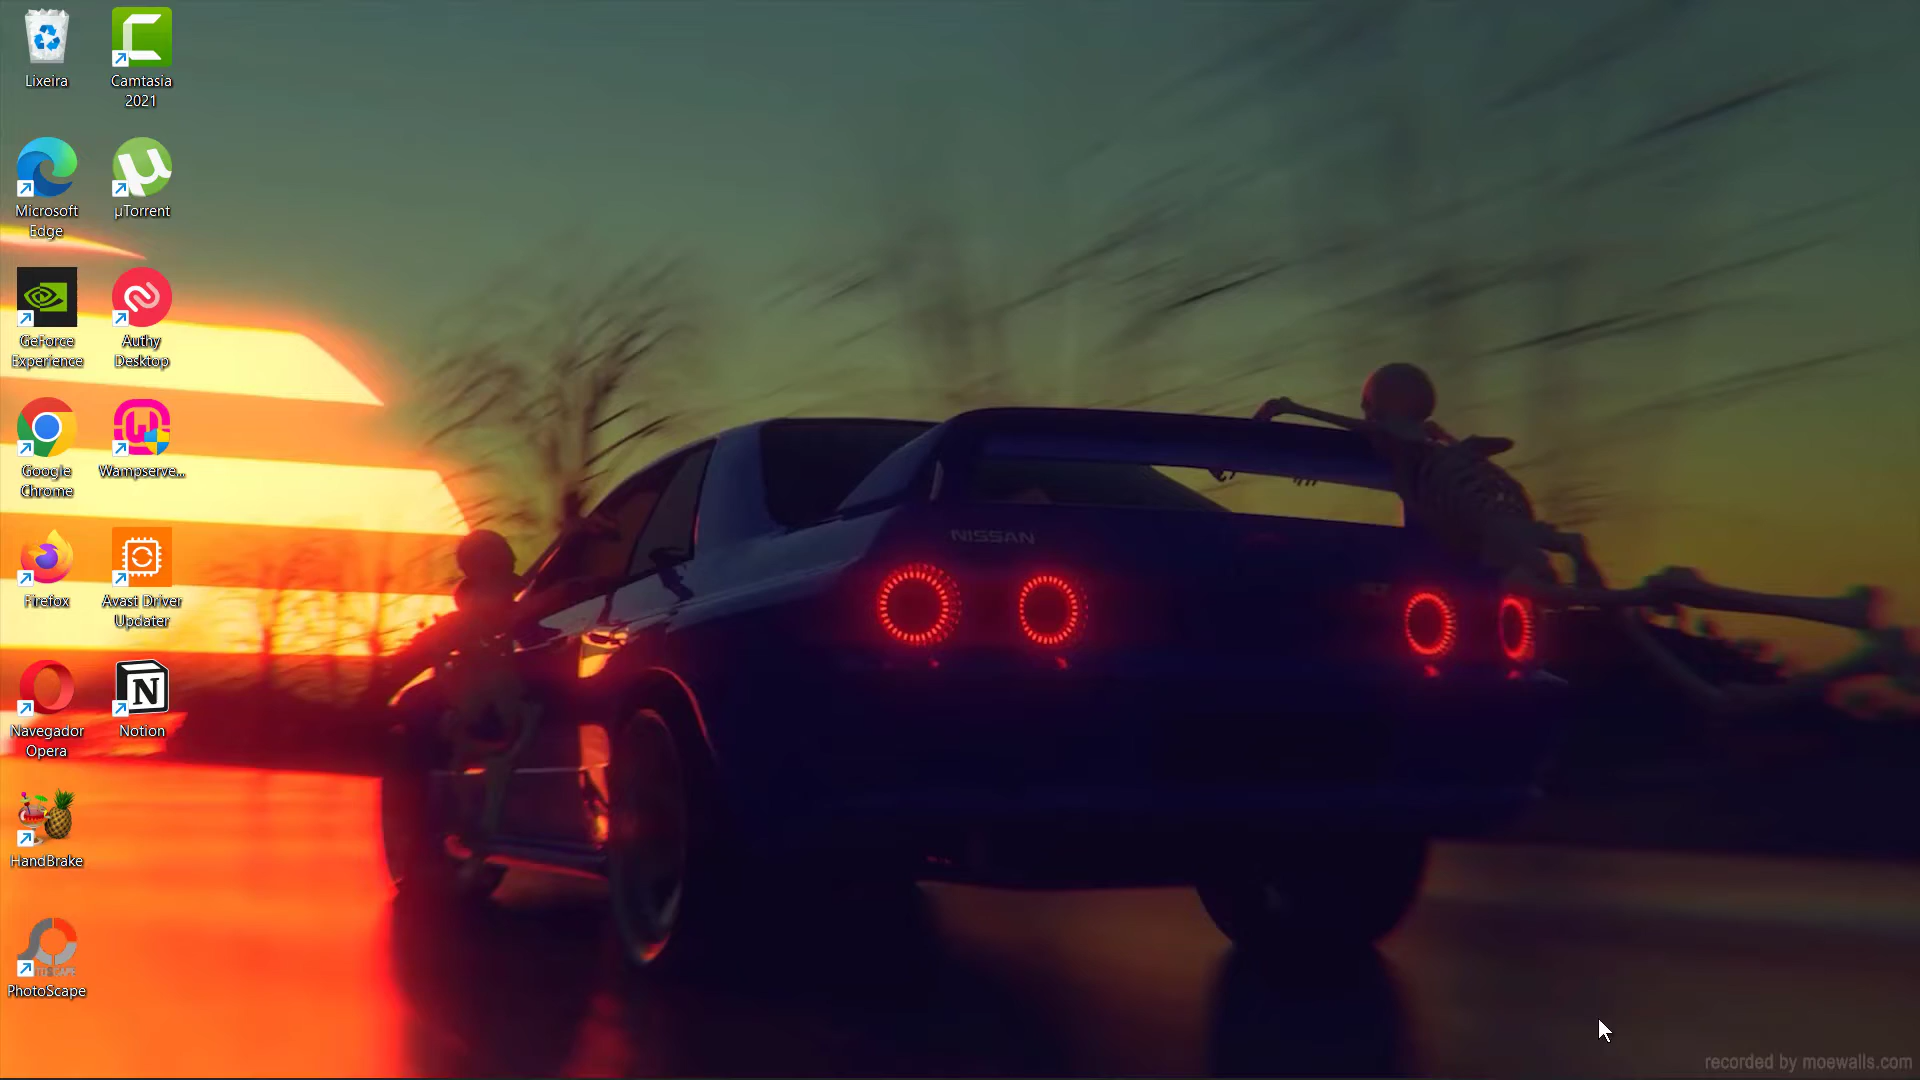 Lixeira
Camtasia
2021
Microsoft
Edge
µTorrent
GeForce
Experience
Authy
Desktop
Google
Chrome
Wampserve...
Firefox
Avast Driver
Updater
Navegador
Opera
Notion
HandBrake
PhotoScape
NISSAN
recorded by moewalls.com